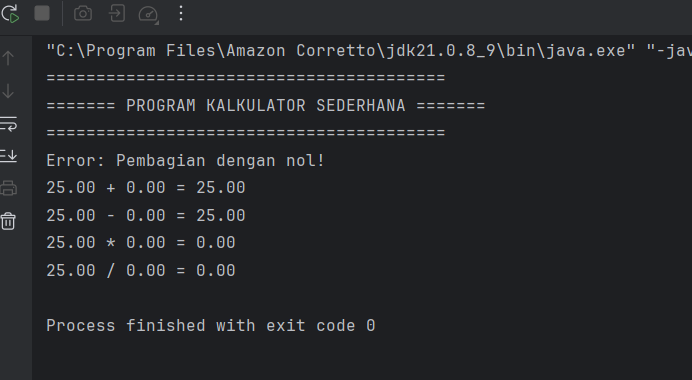 "C:\Program Files\Amazon Corretto\jdk21.0.8_9\bin\java.exe" "-jav
========================================
======= PROGRAM KALKULATOR SEDERHANA =======
========================================
Error: Pembagian dengan nol!
25.00 + 0.00 = 25.00
25.00 - 0.00 = 25.00
25.00 * 0.00 = 0.00
25.00 / 0.00 = 0.00
Process finished with exit code 0